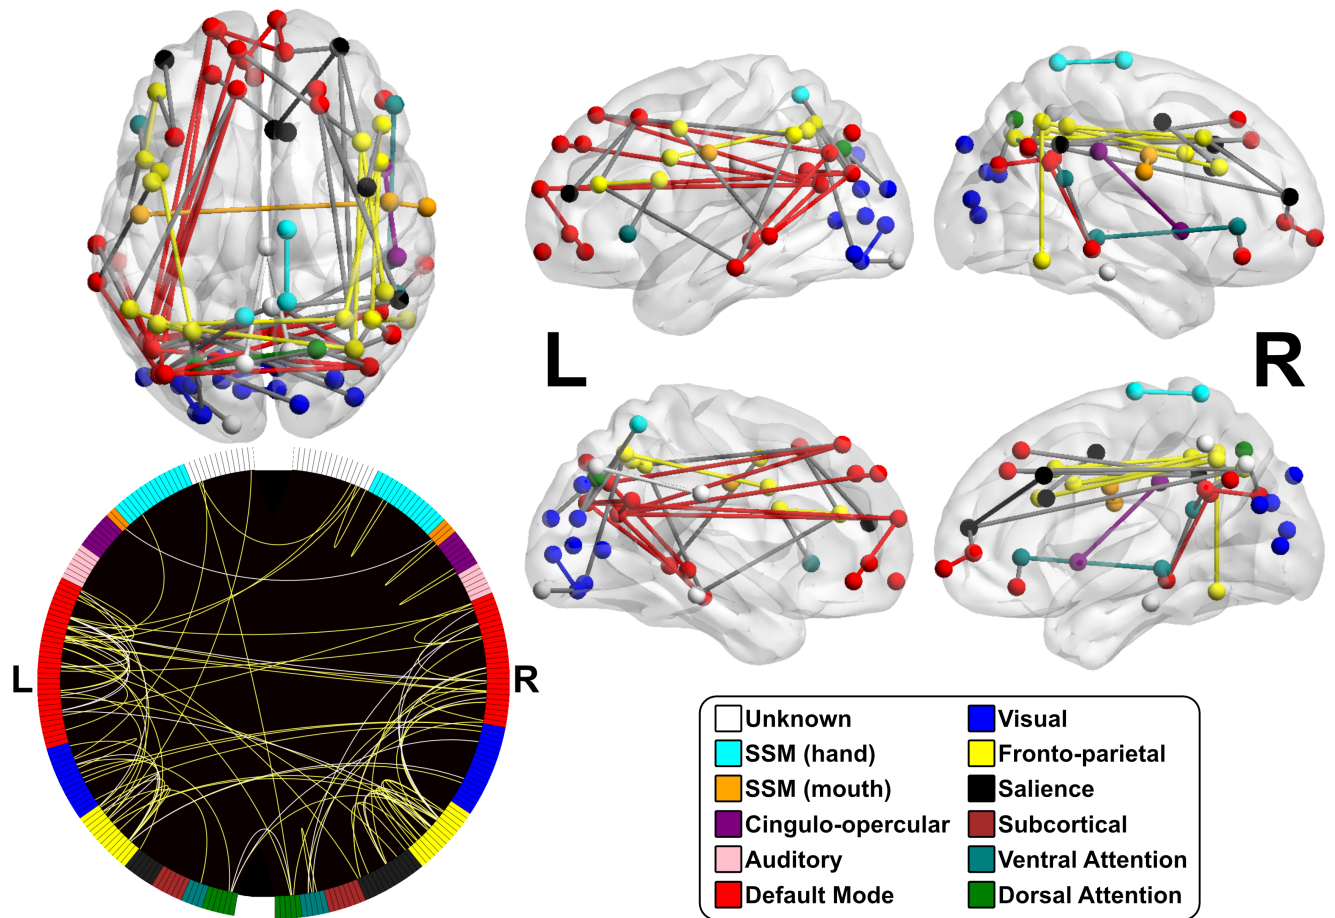 L R
L R
Unknown Visual
SSM (hand) Fronto-parietal
SSM (mouth) Salience
Cingulo-opercular Subcortical
Auditory Ventral Attention
Default Mode Dorsal Attention